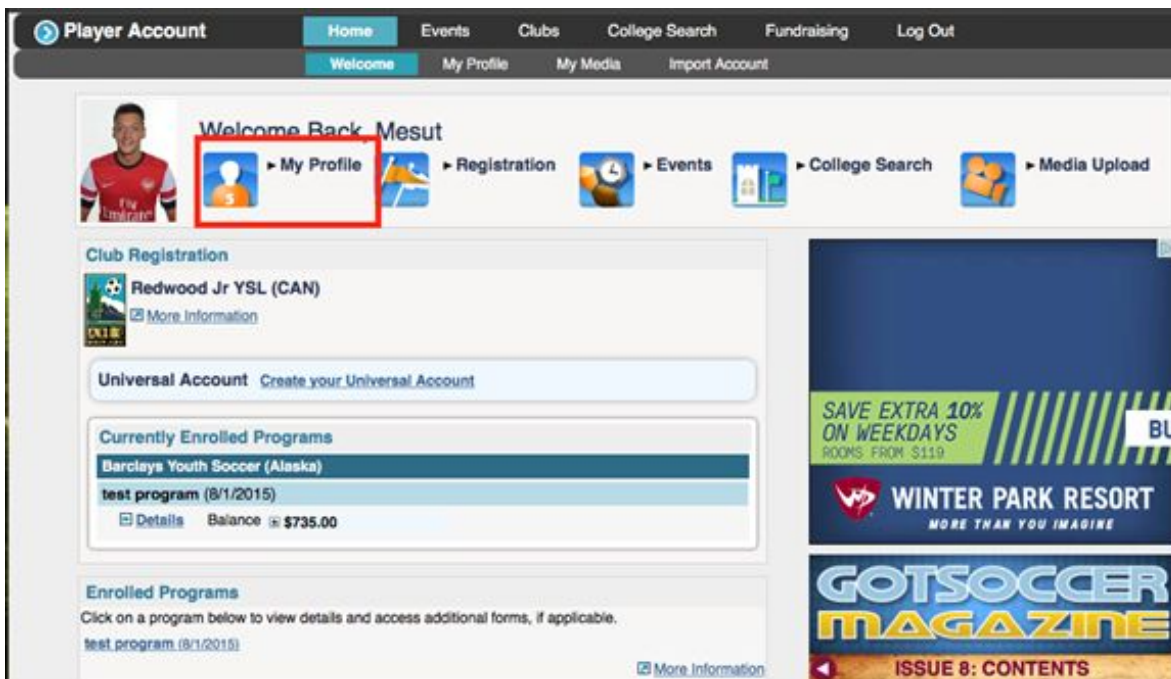 Player Account
Home Events Clubs College Search Fundraising Log Out
Welcome My Profile My Media Import Account
Welcome Back, Mesut
▸ My Profile ▸ Registration ▸ Events ▸ College Search ▸ Media Upload
Fly
Emirates
Club Registration
Redwood Jr YSL (CAN)
More Information
Universal Account Create your Universal Account
Currently Enrolled Programs
Barclays Youth Soccer (Alaska)
test program (8/1/2015)
Details Balance $735.00
Enrolled Programs
Click on a program below to view details and access additional forms, if applicable.
test program (8/1/2015)
More Information
SAVE EXTRA 10%
ON WEEKDAYS
ROOMS FROM $119
BU
WINTER PARK RESORT
MORE THAN YOU IMAGINE
GOTSOCCER
MAGAZINE
ISSUE 8: CONTENTS